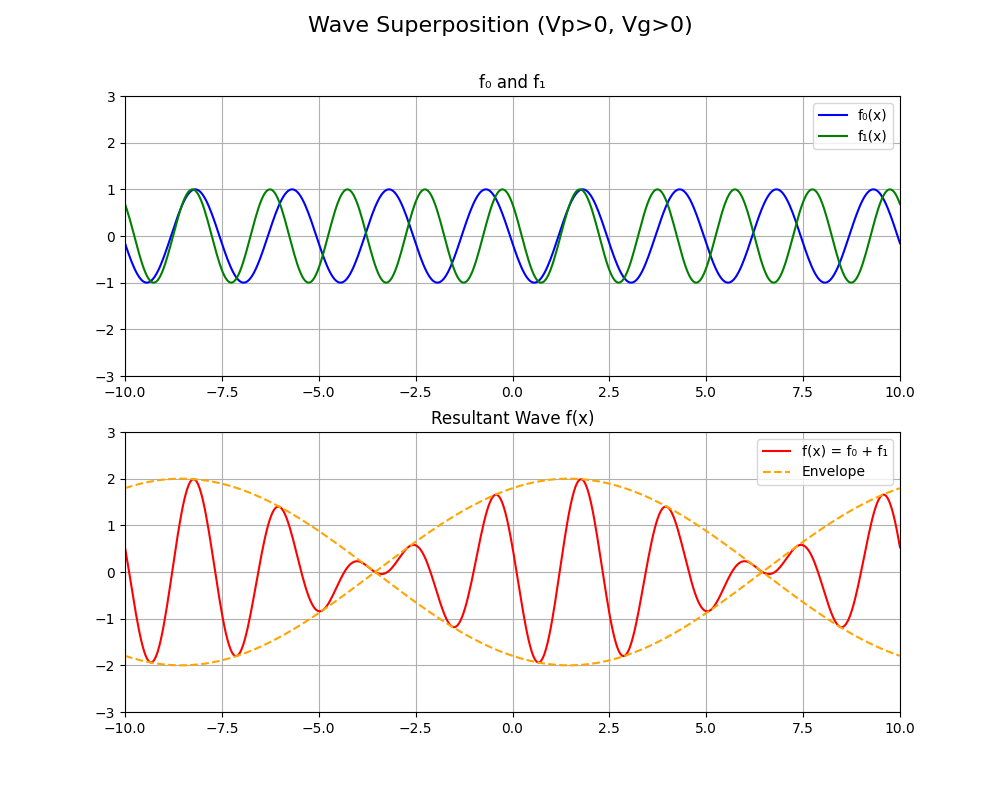 Wave Superposition (Vp>0, Vg>0)
f₀ and f₁
3
2
1
0
−1
−2
−3
f₀(x)
f₁(x)
−10.0 −7.5 −5.0 −2.5 0.0 2.5 5.0 7.5 10.0
Resultant Wave f(x)
3
2
1
0
−1
−2
−3
f(x) = f₀ + f₁
Envelope
−10.0 −7.5 −5.0 −2.5 0.0 2.5 5.0 7.5 10.0